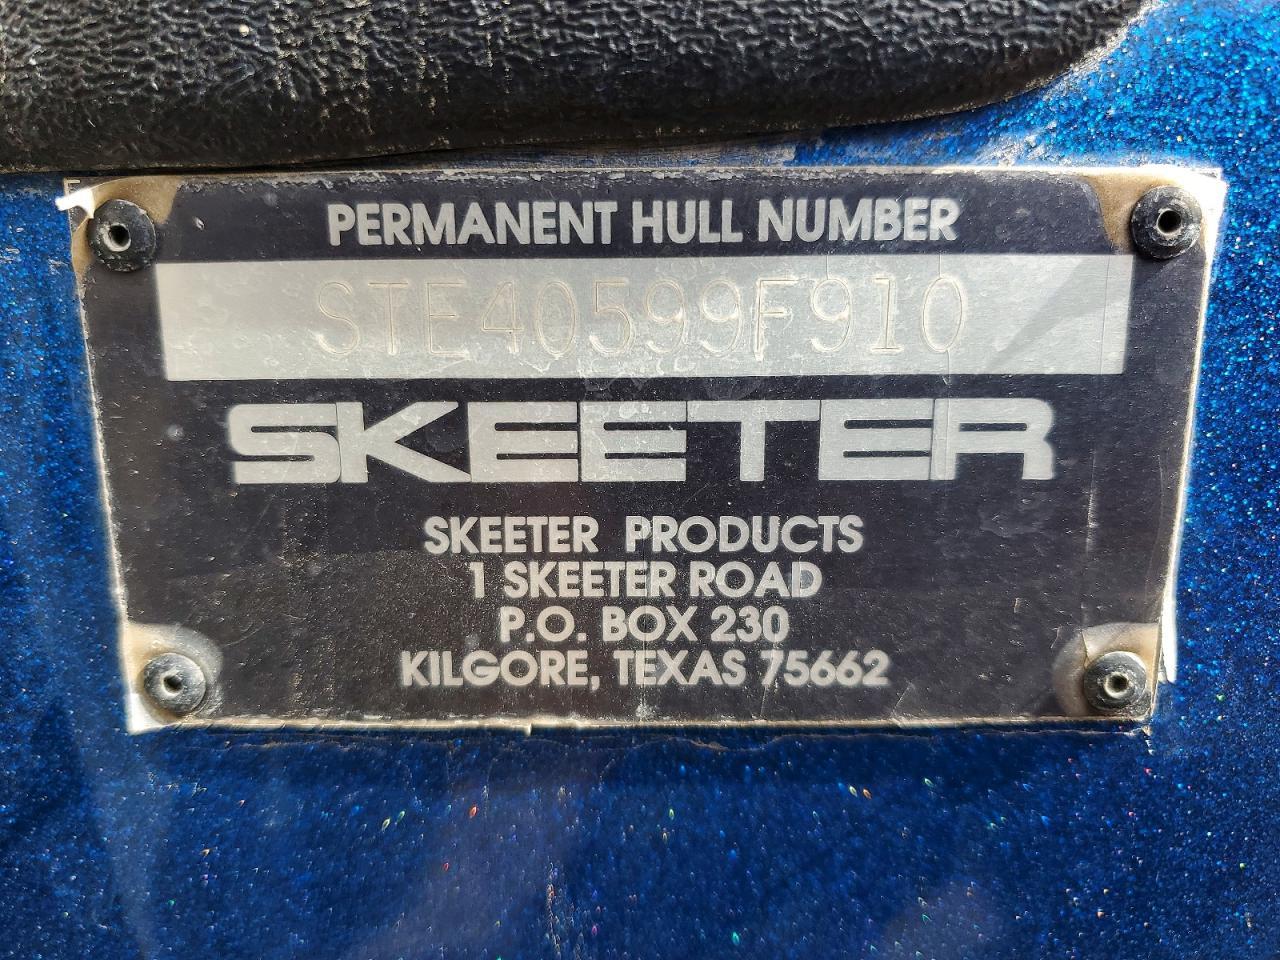 PERMANENT HULL NUMBER
STE40599F910
SKEETER
SKEETER PRODUCTS
1 SKEETER ROAD
P.O. BOX 230
KILGORE, TEXAS 75662